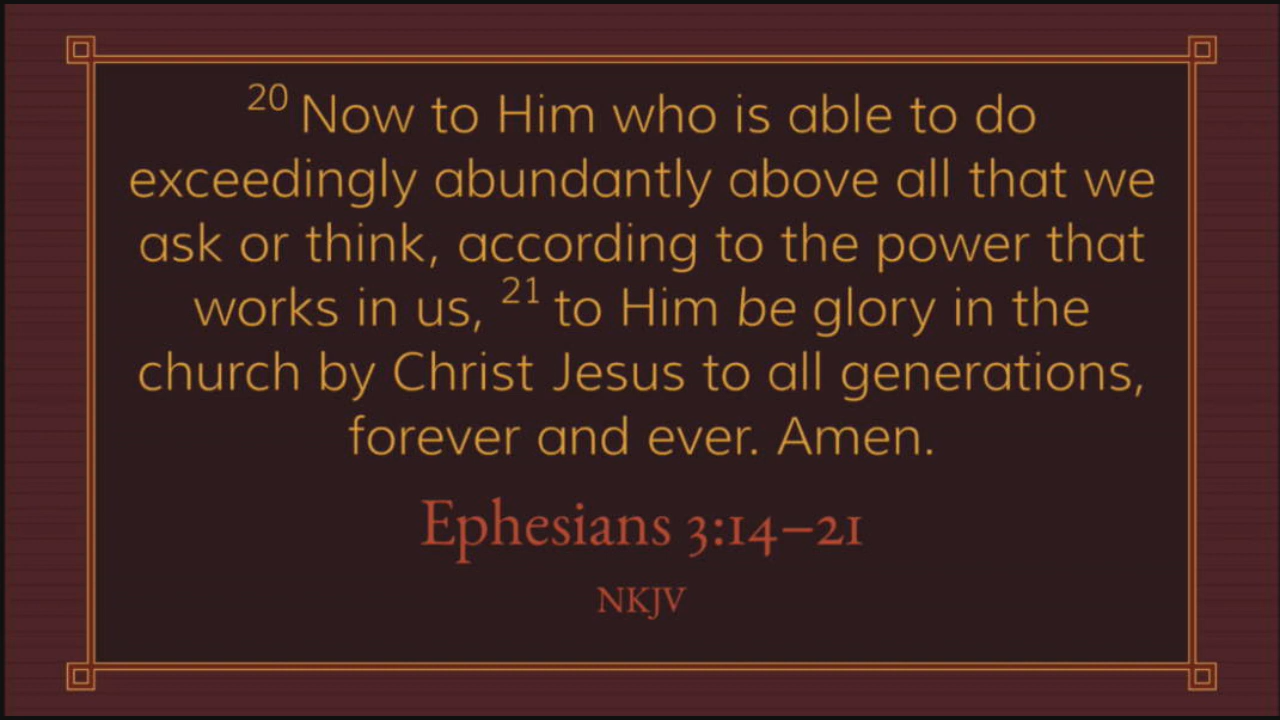 20 Now to Him who is able to do
exceedingly abundantly above all that we
ask or think, according to the power that
works in us, 21 to Him be glory in the
church by Christ Jesus to all generations,
forever and ever. Amen.
Ephesians 3:14–21
NKJV